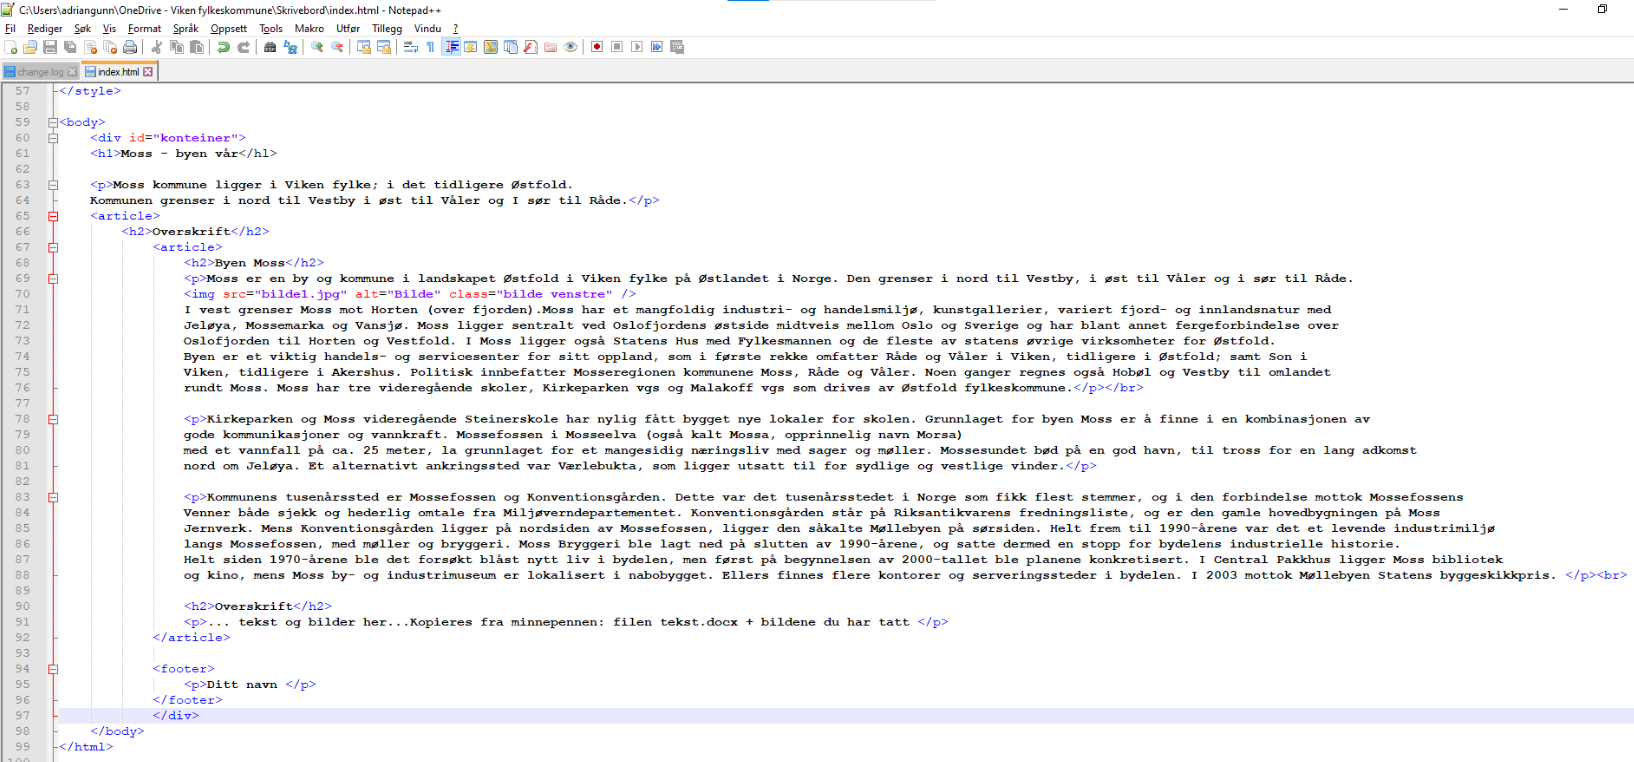 C:\Users\adriangunn\OneDrive - Viken fylkeskommune\Skrivebord\index.html - Notepad++
Fil Rediger Søk Vis Format Språk Oppsett Tools Makro Utfør Tillegg Vindu ?
change.log index.html
57 </style>
58
59 <body>
60 <div id="konteiner">
61 <h1>Moss - byen vår</hl>
62
63 <p>Moss kommune ligger i Viken fylke; i det tidligere Østfold.
64 Kommunen grenser i nord til Vestby i øst til Våler og I sør til Råde.</p>
65 <article>
66 <h2>Overskrift</h2>
67 <article>
68 <h2>Byen Moss</h2>
69 <p>Moss er en by og kommune i landskapet Østfold i Viken fylke på Østlandet i Norge. Den grenser i nord til Vestby, i øst til Våler og i sør til Råde.
70 <img src="bilde1.jpg" alt="Bilde" class="bilde venstre" />
71 I vest grenser Moss mot Horten (over fjorden).Moss har et mangfoldig industri- og handelsmiljø, kunstgallerier, variert fjord- og innlandsnatur med
72 Jeløya, Mossemarka og Vansjø. Moss ligger sentralt ved Oslofjordens østside midtveis mellom Oslo og Sverige og har blant annet fergeforbindelse over
73 Oslofjorden til Horten og Vestfold. I Moss ligger også Statens Hus med Fylkesmannen og de fleste av statens øvrige virksomheter for Østfold.
74 Byen er et viktig handels- og servicesenter for sitt oppland, som i første rekke omfatter Råde og Våler i Viken, tidligere i Østfold; samt Son i
75 Viken, tidligere i Akershus. Politisk innbefatter Mosseregionen kommunene Moss, Råde og Våler. Noen ganger regnes også Hobøl og Vestby til omlandet
76 rundt Moss. Moss har tre videregående skoler, Kirkeparken vgs og Malakoff vgs som drives av Østfold fylkeskommune.</p></br>
77
78 <p>Kirkeparken og Moss videregående Steinerskole har nylig fått bygget nye lokaler for skolen. Grunnlaget for byen Moss er å finne i en kombinasjonen av
79 gode kommunikasjoner og vannkraft. Mossefossen i Mosseelva (også kalt Mossa, opprinnelig navn Morsa)
80 med et vannfall på ca. 25 meter, la grunnlaget for et mangesidig næringsliv med sager og møller. Mossesundet bød på en god havn, til tross for en lang adkomst
81 nord om Jeløya. Et alternativt ankringssted var Værlebukta, som ligger utsatt til for sydlige og vestlige vinder.</p>
82
83 <p>Kommunens tusenårssted er Mossefossen og Konventionsgården. Dette var det tusenårsstedet i Norge som fikk flest stemmer, og i den forbindelse mottok Mossefossens
84 Venner både sjekk og hederlig omtale fra Miljøverndepartementet. Konventionsgården står på Riksantikvarens fredningsliste, og er den gamle hovedbygningen på Moss
85 Jernverk. Mens Konventionsgården ligger på nordsiden av Mossefossen, ligger den såkalte Møllebyen på sørsiden. Helt frem til 1990-årene var det et levende industrimiljø
86 langs Mossefossen, med møller og bryggeri. Moss Bryggeri ble lagt ned på slutten av 1990-årene, og satte dermed en stopp for bydelens industrielle historie.
87 Helt siden 1970-årene ble det forsøkt blåst nytt liv i bydelen, men først på begynnelsen av 2000-tallet ble planene konkretisert. I Central Pakkhus ligger Moss bibliotek
88 og kino, mens Moss by- og industrimuseum er lokalisert i nabobygget. Ellers finnes flere kontorer og serveringssteder i bydelen. I 2003 mottok Møllebyen Statens byggeskikkpris. </p><br>
89
90 <h2>Overskrift</h2>
91 <p>... tekst og bilder her...Kopieres fra minnepennen: filen tekst.docx + bildene du har tatt </p>
92 </article>
93
94 <footer>
95 <p>Ditt navn </p>
96 </footer>
97 </div>
98 </body>
99 </html>
100